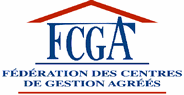 FCGA
FÉDÉRATION DES CENTRES
DE GESTION AGRÉÉS